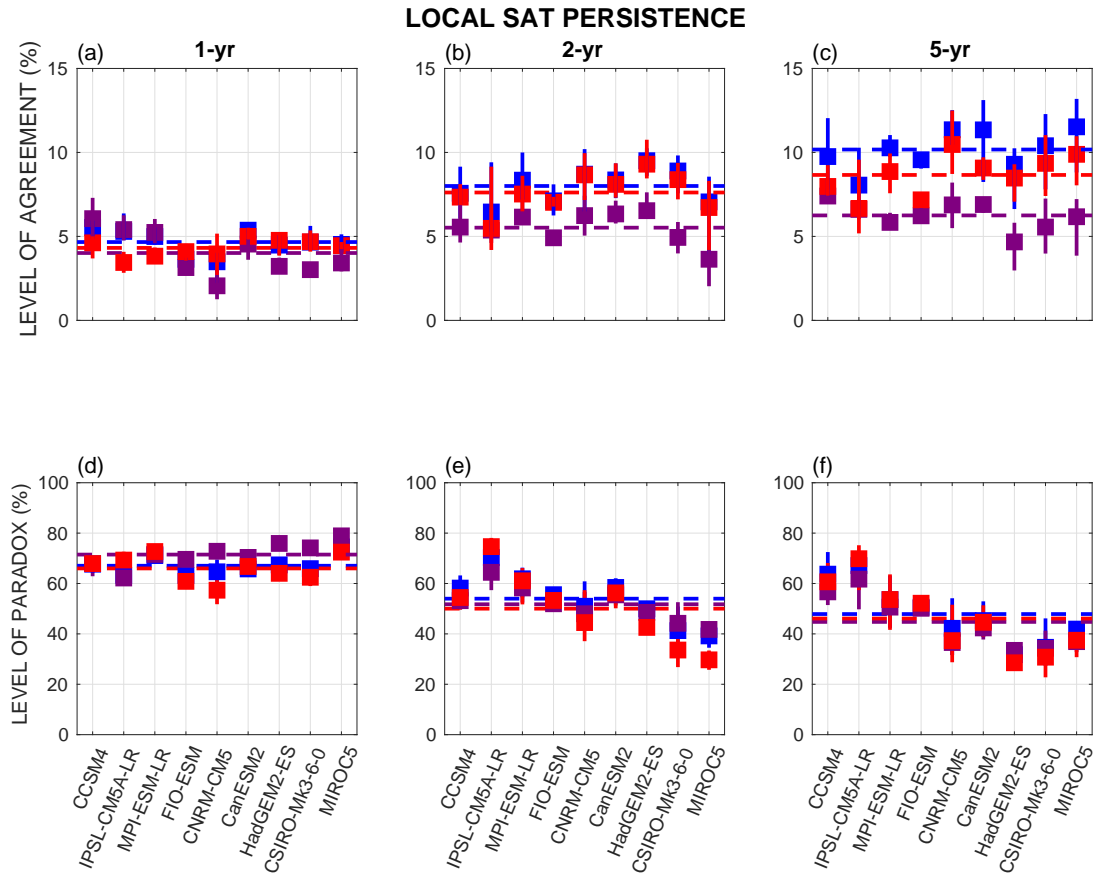 LOCAL SAT PERSISTENCE
(a) 1-yr
(b) 2-yr
(c) 5-yr
LEVEL OF AGREEMENT (%)
15
10
5
0
15
10
5
0
15
10
5
0
(d)
(e)
(f)
LEVEL OF PARADOX (%)
100
80
60
40
20
0
100
80
60
40
20
0
100
80
60
40
20
0
CCSM4
IPSL-CM5A-LR
MPI-ESM-LR
FIO-ESM
CNRM-CM5
CanESM2
HadGEM2-ES
CSIRO-Mk3-6-0
MIROC5
CCSM4
IPSL-CM5A-LR
MPI-ESM-LR
FIO-ESM
CNRM-CM5
CanESM2
HadGEM2-ES
CSIRO-Mk3-6-0
MIROC5
CCSM4
IPSL-CM5A-LR
MPI-ESM-LR
FIO-ESM
CNRM-CM5
CanESM2
HadGEM2-ES
CSIRO-Mk3-6-0
MIROC5